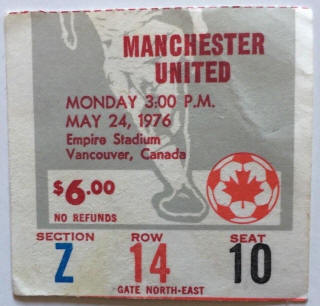 MANCHESTER
UNITED
MONDAY 3:00 P.M.
MAY 24, 1976
Empire Stadium
Vancouver, Canada
$6.00
NO REFUNDS
SECTION ROW SEAT
Z 14 10
GATE NORTH-EAST